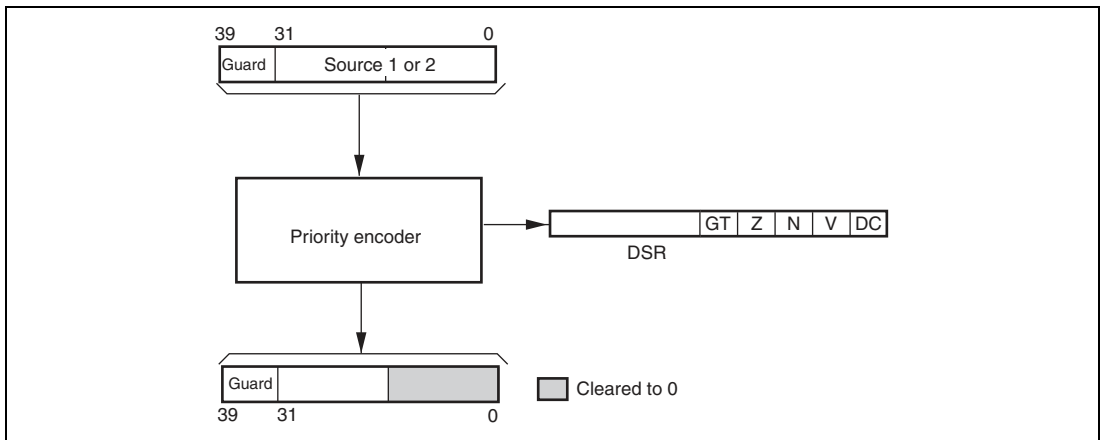 39 31 0
Guard Source 1 or 2
Priority encoder
GT Z N V DC
DSR
Guard
Cleared to 0
39 31 0